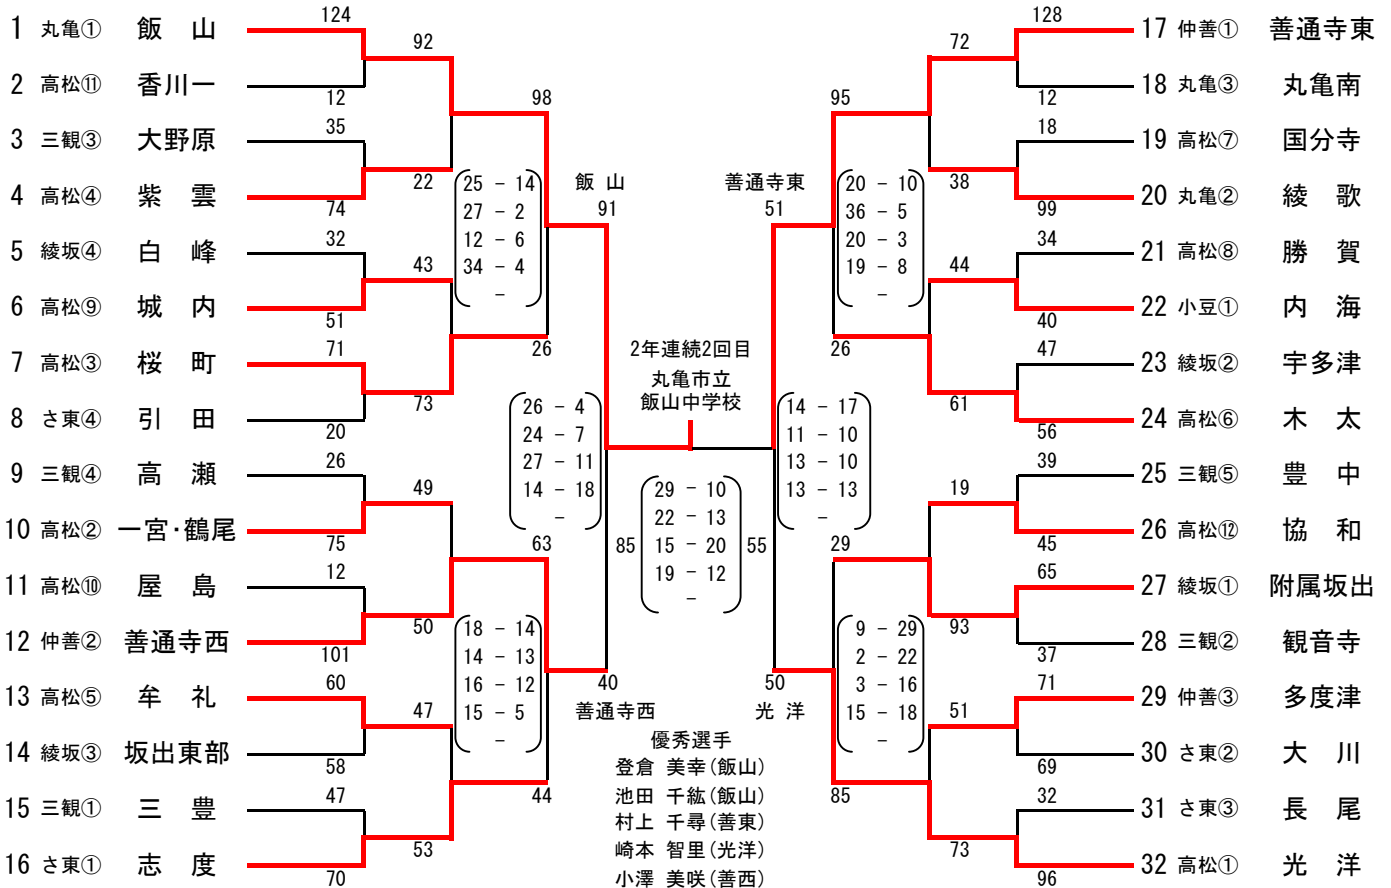 1 丸亀① 飯 山 124
2 高松⑪ 香川一 12
92
3 三観③ 大野原 35
4 高松④ 紫 雲 74
22
98
5 綾坂④ 白 峰 32
6 高松⑨ 城 内 51
43
7 高松③ 桜 町 71
8 さ東④ 引 田 20
73
26
25 - 14
27 - 2
12 - 6
34 - 4
-
飯 山
91
9 三観④ 高 瀬 26
10 高松② 一宮･鶴尾 75
49
11 高松⑩ 屋 島 12
12 仲善② 善通寺西 101
50
63
13 高松⑤ 牟 礼 60
14 綾坂③ 坂出東部 58
47
15 三観① 三 豊 47
16 さ東① 志 度 70
53
44
18 - 14
14 - 13
16 - 12
15 - 5
-
40
善通寺西
26 - 4
24 - 7
27 - 11
14 - 18
-
2年連続2回目
丸亀市立
飯山中学校
85
29 - 10
22 - 13
15 - 20
19 - 12
-
55
善通寺東
51
14 - 17
11 - 10
13 - 10
13 - 13
-
50
光 洋
128 17 仲善① 善通寺東
12 18 丸亀③ 丸亀南
72
18 19 高松⑦ 国分寺
99 20 丸亀② 綾 歌
38
95
20 - 10
36 - 5
20 - 3
19 - 8
-
34 21 高松⑧ 勝 賀
40 22 小豆① 内 海
44
47 23 綾坂② 宇多津
56 24 高松⑥ 木 太
61
26
39 25 三観⑤ 豊 中
45 26 高松⑫ 協 和
19
65 27 綾坂① 附属坂出
37 28 三観② 観音寺
93
29
9 - 29
2 - 22
3 - 16
15 - 18
-
71 29 仲善③ 多度津
69 30 さ東② 大 川
51
32 31 さ東③ 長 尾
96 32 高松① 光 洋
73
85
優秀選手
登倉 美幸(飯山)
池田 千紘(飯山)
村上 千尋(善東)
崎本 智里(光洋)
小澤 美咲(善西)